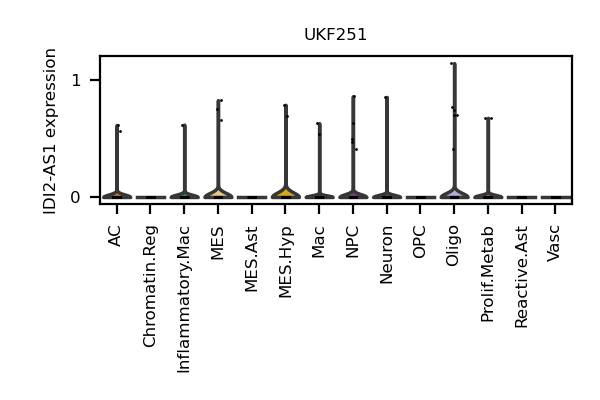 UKF251
IDI2-AS1 expression
1
0
AC
Chromatin.Reg
Inflammatory.Mac
MES
MES.Ast
MES.Hyp
Mac
NPC
Neuron
OPC
Oligo
Prolif.Metab
Reactive.Ast
Vasc